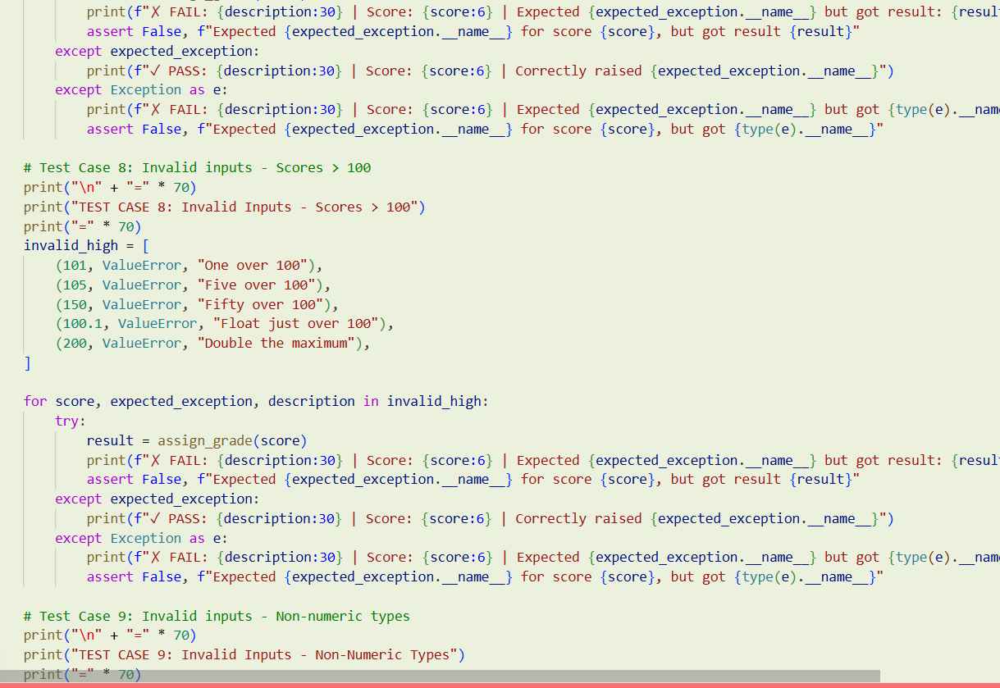 print(f"✗ FAIL: {description:30} | Score: {score:6} | Expected {expected_exception.__name__} but got result: {resul
        assert False, f"Expected {expected_exception.__name__} for score {score}, but got result {result}"
    except expected_exception:
        print(f"✓ PASS: {description:30} | Score: {score:6} | Correctly raised {expected_exception.__name__}")
    except Exception as e:
        print(f"✗ FAIL: {description:30} | Score: {score:6} | Expected {expected_exception.__name__} but got {type(e).__nam
        assert False, f"Expected {expected_exception.__name__} for score {score}, but got {type(e).__name__}"

# Test Case 8: Invalid inputs - Scores > 100
print("\n" + "=" * 70)
print("TEST CASE 8: Invalid Inputs - Scores > 100")
print("=" * 70)
invalid_high = [
    (101, ValueError, "One over 100"),
    (105, ValueError, "Five over 100"),
    (150, ValueError, "Fifty over 100"),
    (100.1, ValueError, "Float just over 100"),
    (200, ValueError, "Double the maximum"),
]

for score, expected_exception, description in invalid_high:
    try:
        result = assign_grade(score)
        print(f"✗ FAIL: {description:30} | Score: {score:6} | Expected {expected_exception.__name__} but got result: {resul
        assert False, f"Expected {expected_exception.__name__} for score {score}, but got result {result}"
    except expected_exception:
        print(f"✓ PASS: {description:30} | Score: {score:6} | Correctly raised {expected_exception.__name__}")
    except Exception as e:
        print(f"✗ FAIL: {description:30} | Score: {score:6} | Expected {expected_exception.__name__} but got {type(e).__nam
        assert False, f"Expected {expected_exception.__name__} for score {score}, but got {type(e).__name__}"

# Test Case 9: Invalid inputs - Non-numeric types
print("\n" + "=" * 70)
print("TEST CASE 9: Invalid Inputs - Non-Numeric Types")
print("=" * 70)